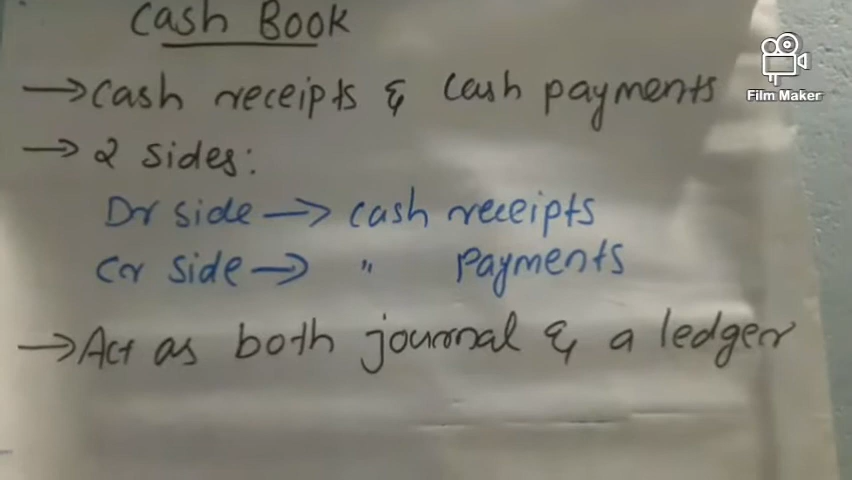 Cash Book
→ Cash receipts & Cash payments
Film Maker
→ 2 sides:
Dr side → cash receipts
Cr side → " Payments
→ Act as both journal & a ledger